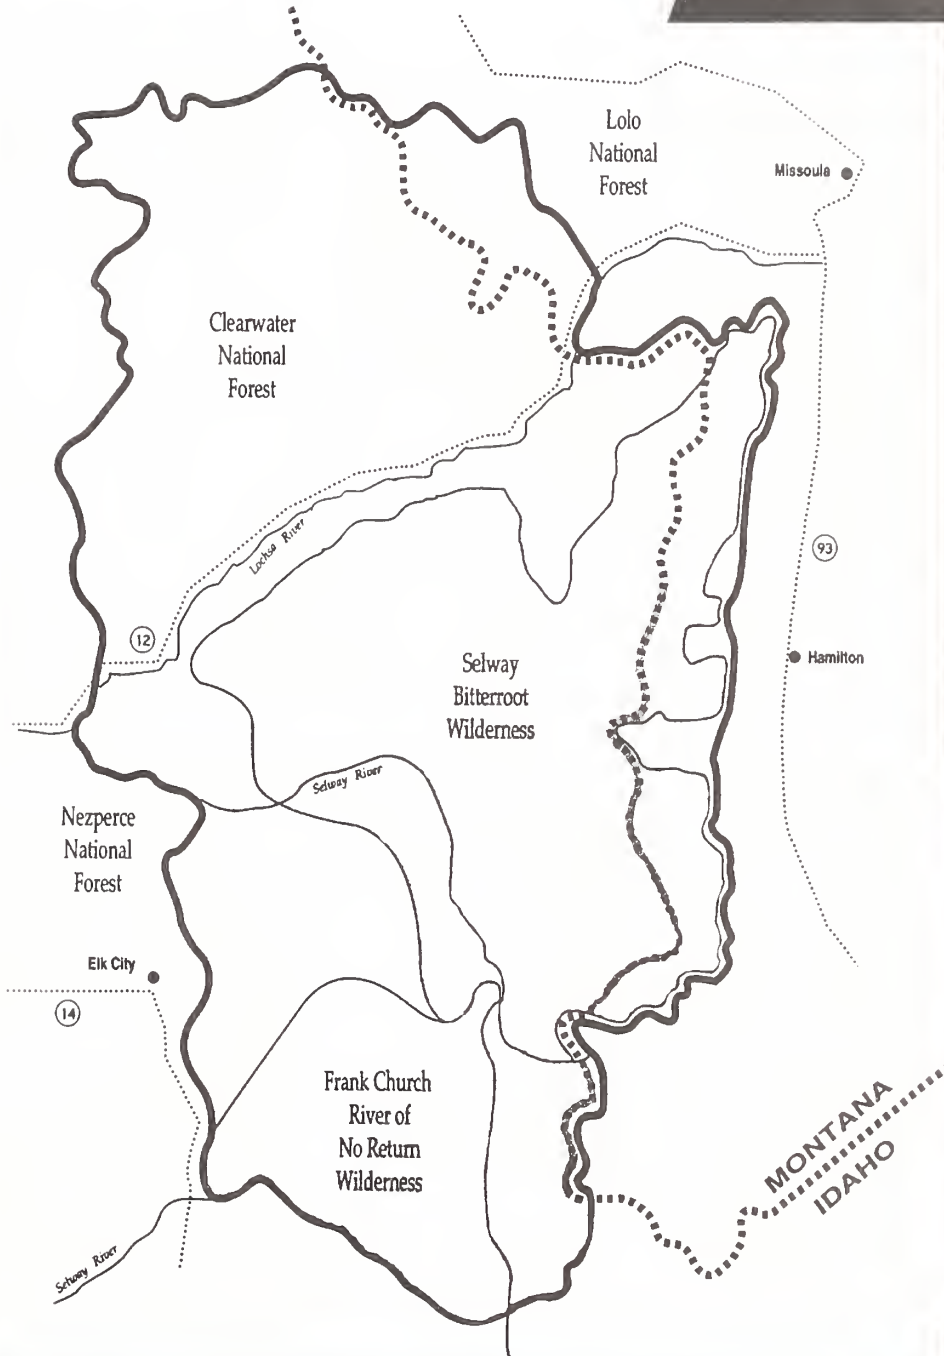 Lolo
National
Forest
Missoula
Clearwater
National
Forest
Lochsa River
93
12
Hamilton
Selway
Bitterroot
Wilderness
Selway River
Nezperce
National
Forest
Elk City
14
Frank Church
River of
No Return
Wilderness
MONTANA
IDAHO
Selway River